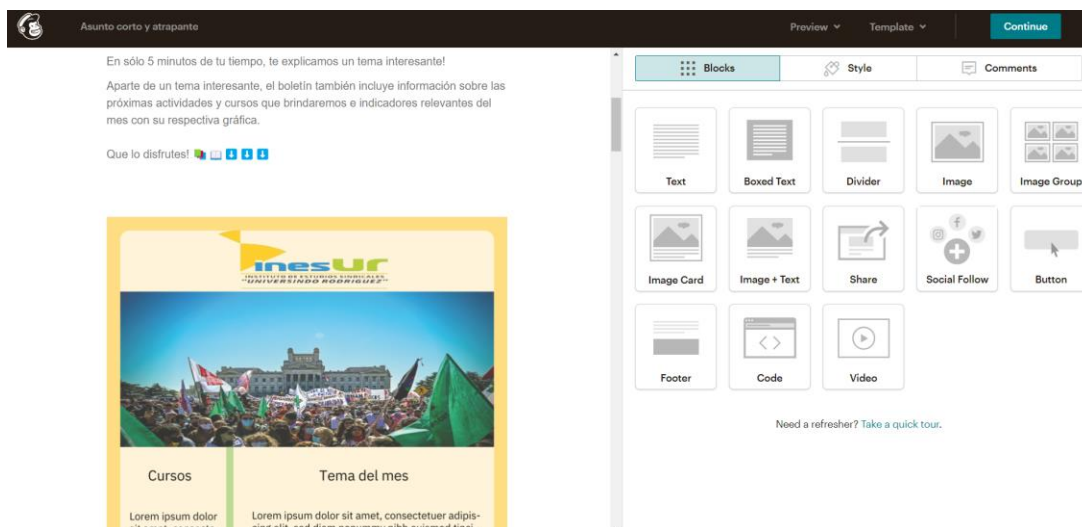 Asunto corto y atrapante
Preview
Template
Continue
En sólo 5 minutos de tu tiempo, te explicamos un tema interesante!
Aparte de un tema interesante, el boletín también incluye información sobre las
próximas actividades y cursos que brindaremos e indicadores relevantes del
mes con su respectiva gráfica.
Que lo disfrutes!
inesur
INSTITUTO DE ESTUDIOS SINDICALES
"UNIVERSINDO RODRIGUEZ"
Cursos
Tema del mes
Lorem ipsum dolor
Lorem ipsum dolor sit amet, consectetuer adipis-
Blocks
Style
Comments
Text
Boxed Text
Divider
Image
Image Group
Image Card
Image + Text
Share
Social Follow
Button
Footer
Code
Video
Need a refresher? Take a quick tour.